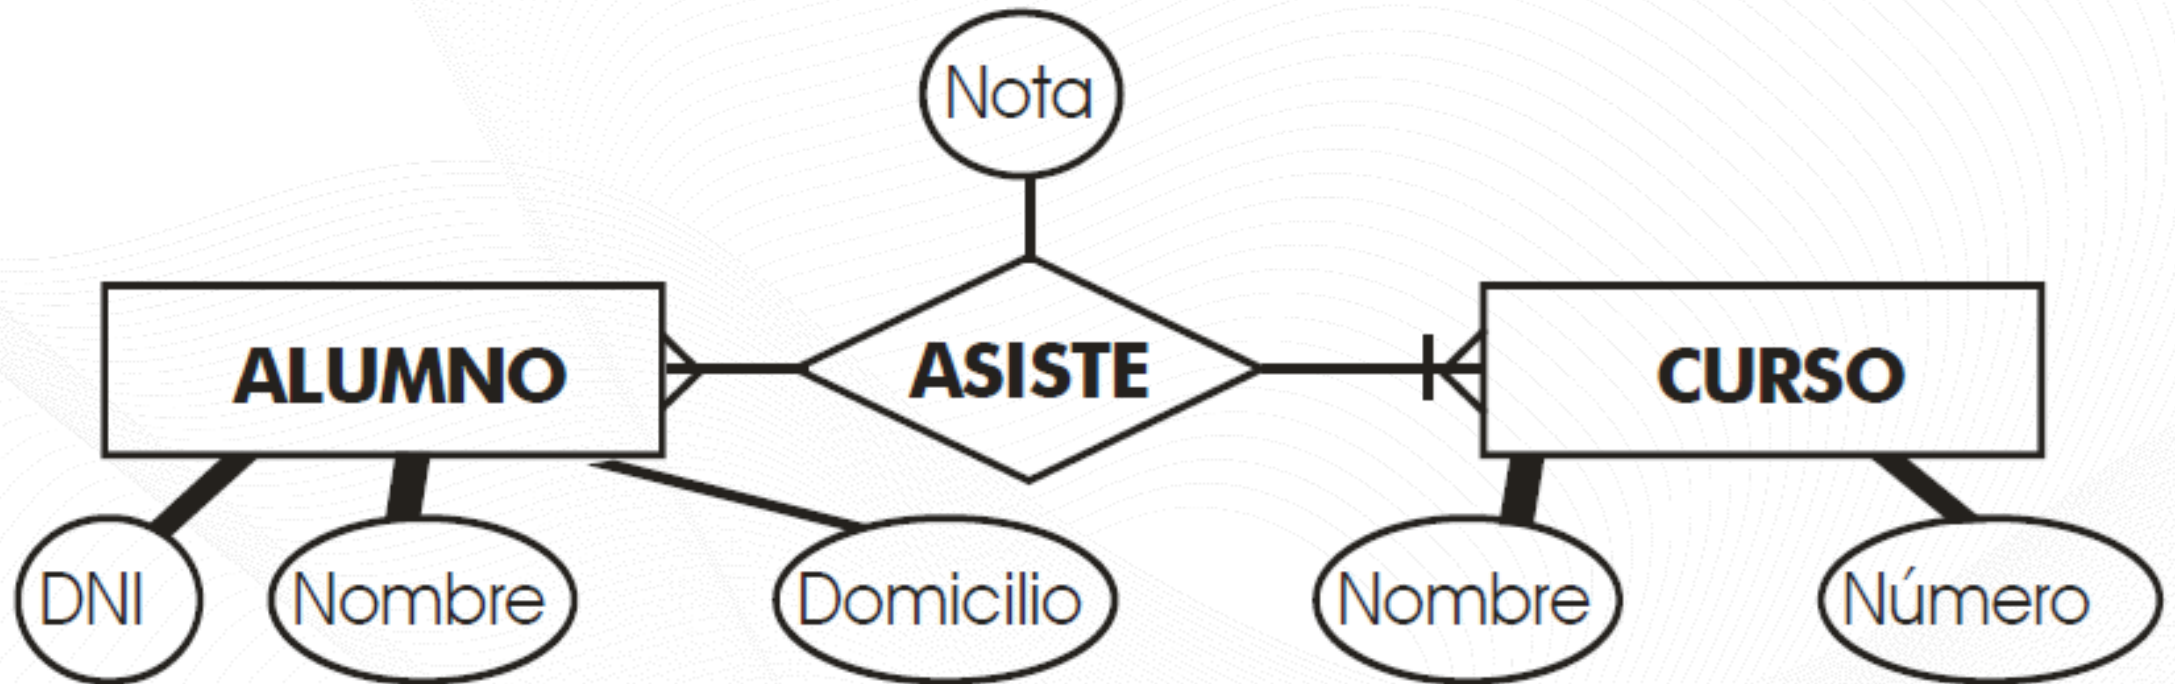 Nota
ALUMNO
ASISTE
CURSO
DNI
Nombre
Domicilio
Nombre
Número